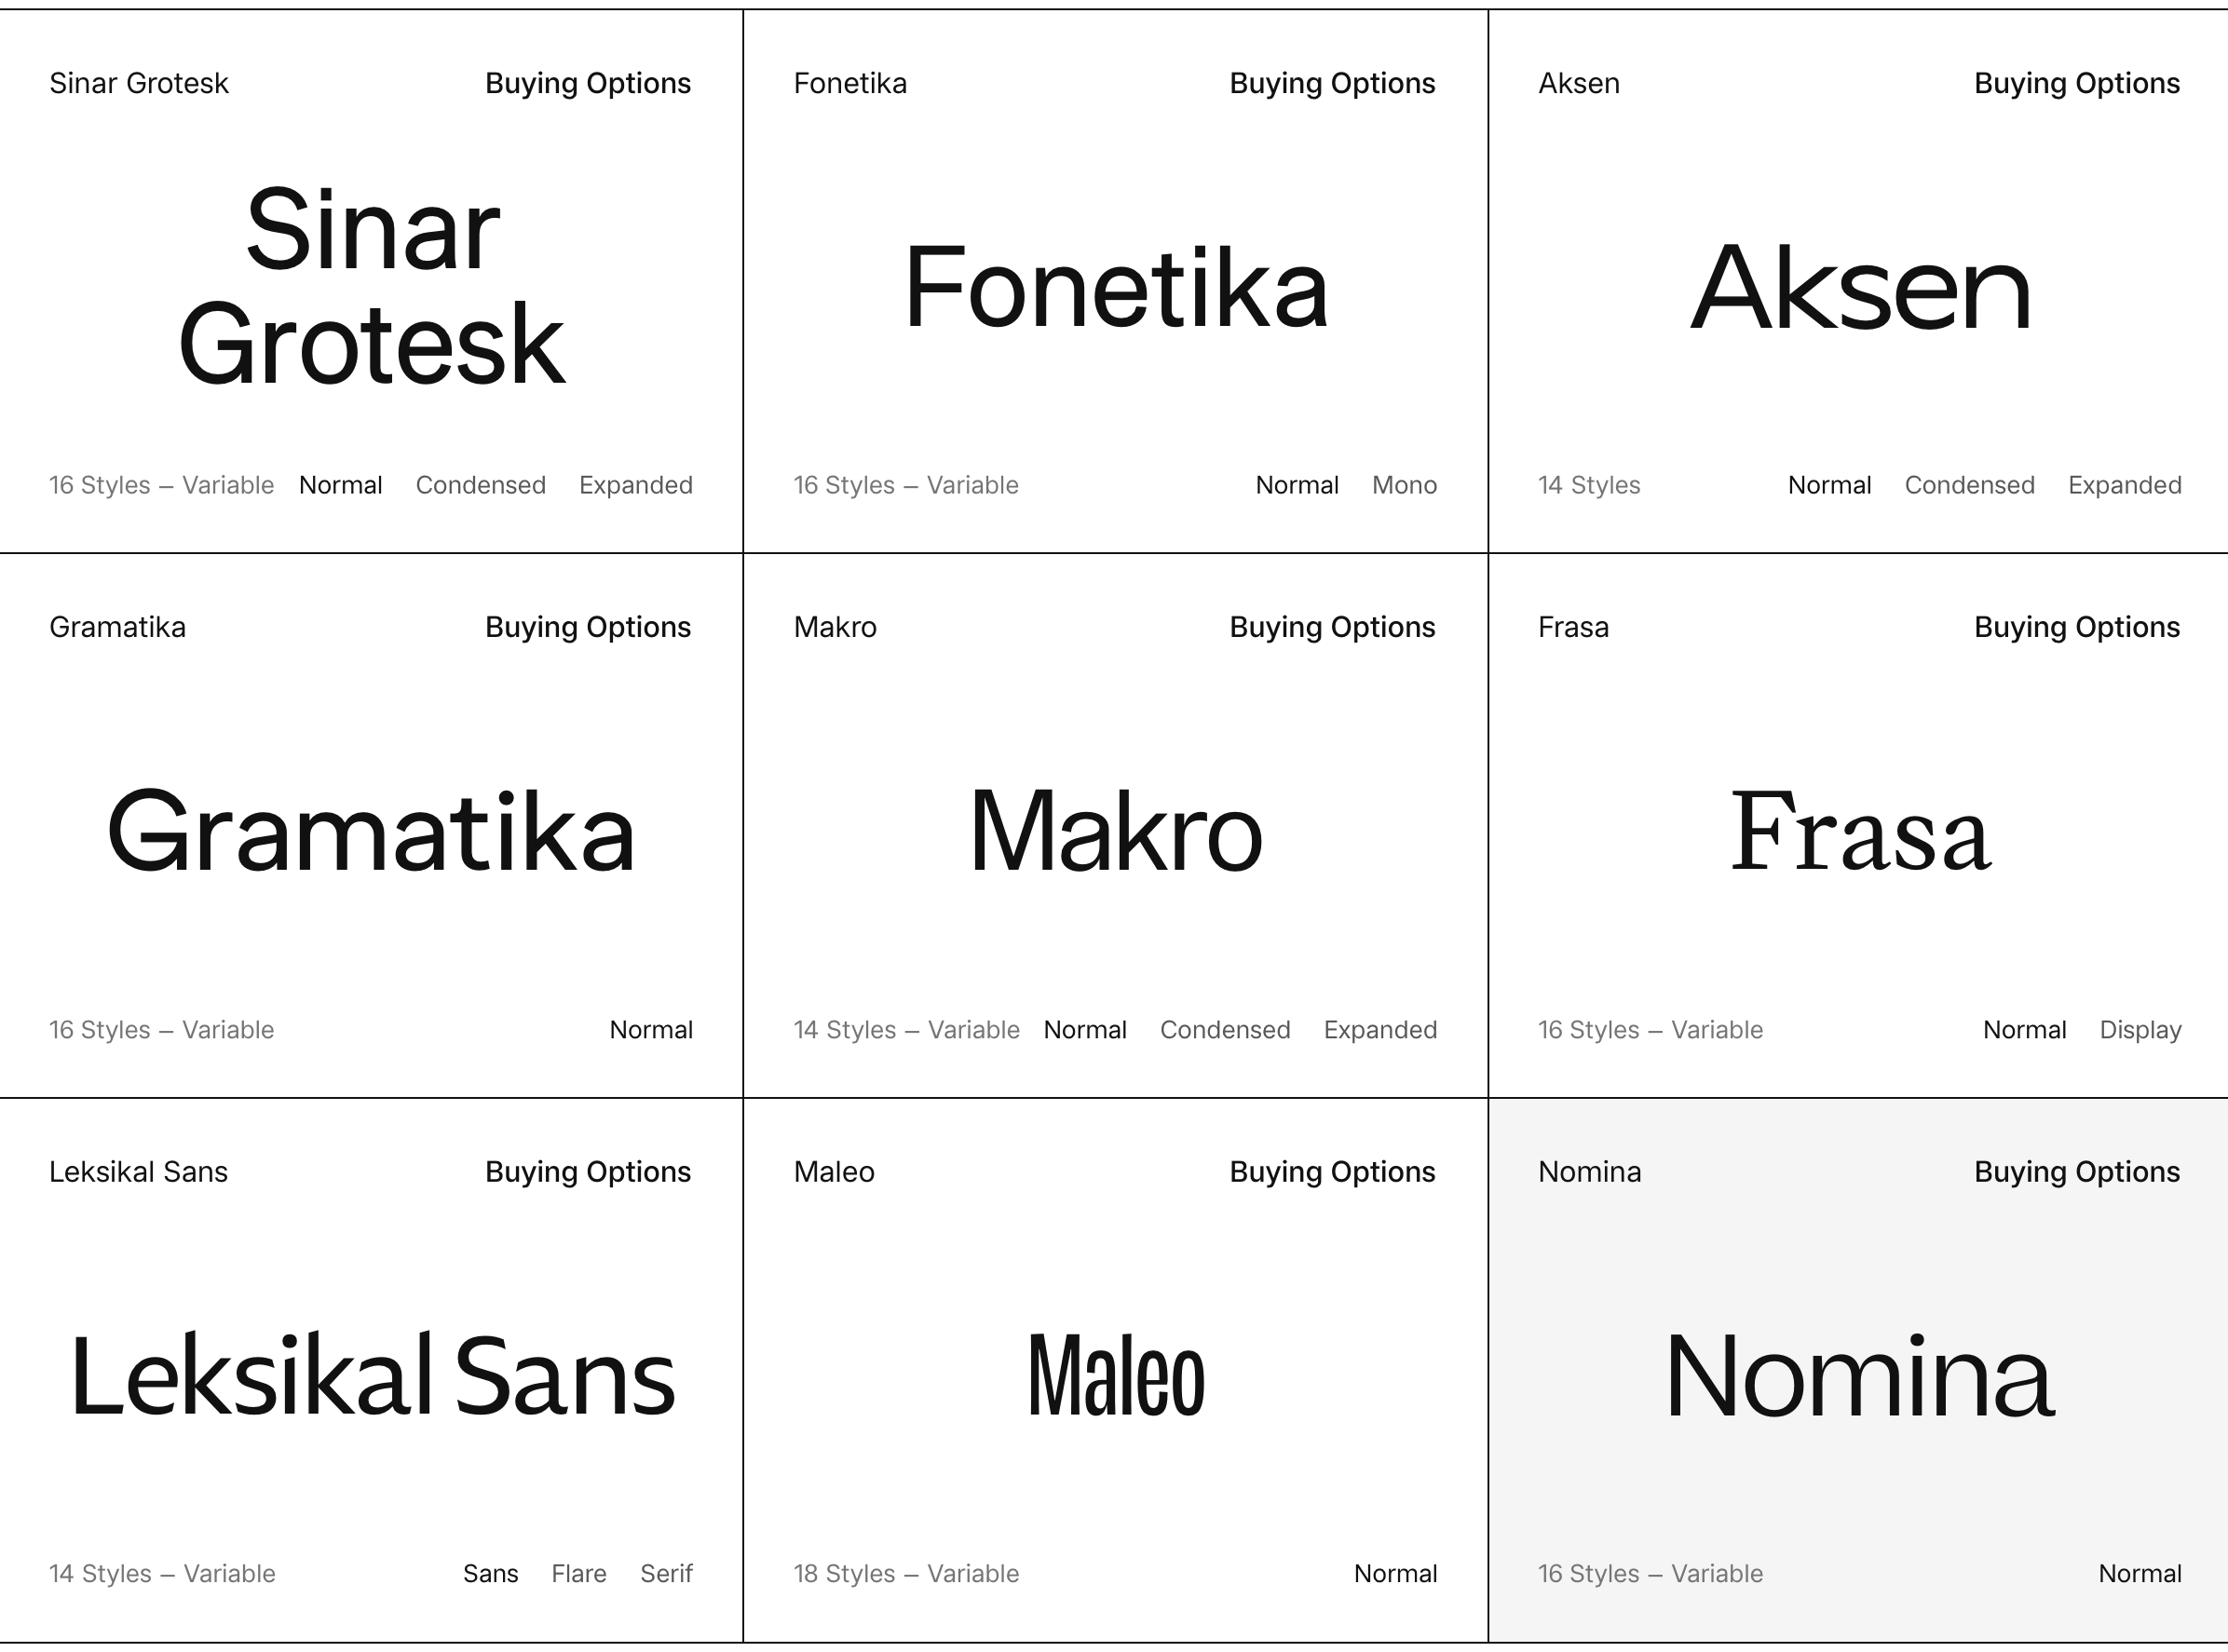 Sinar Grotesk
Buying Options
Sinar
Grotesk
16 Styles – Variable
Normal
Condensed
Expanded
Fonetika
Buying Options
Fonetika
16 Styles – Variable
Normal
Mono
Aksen
Buying Options
Aksen
14 Styles
Normal
Condensed
Expanded
Gramatika
Buying Options
Gramatika
16 Styles – Variable
Normal
Makro
Buying Options
Makro
14 Styles – Variable
Normal
Condensed
Expanded
Frasa
Buying Options
Frasa
16 Styles – Variable
Normal
Display
Leksikal Sans
Buying Options
Leksikal Sans
14 Styles – Variable
Sans
Flare
Serif
Maleo
Buying Options
Maleo
18 Styles – Variable
Normal
Nomina
Buying Options
Nomina
16 Styles – Variable
Normal